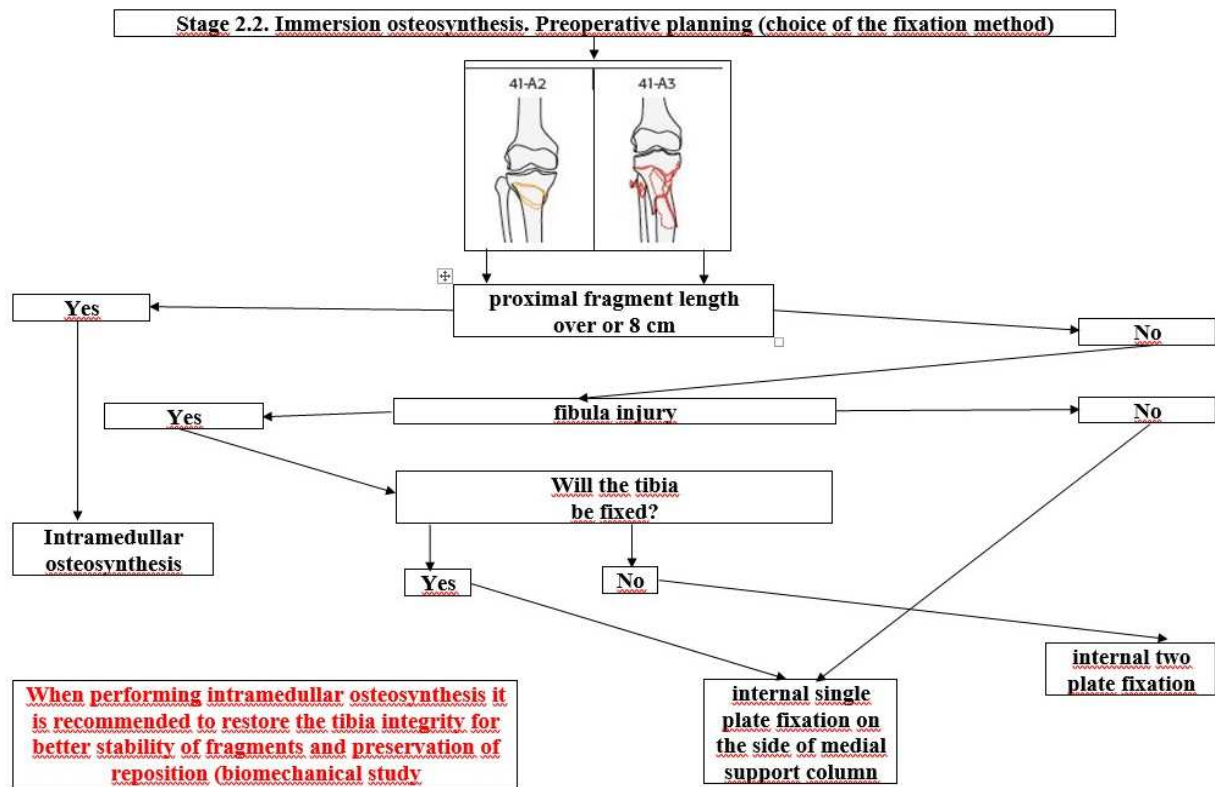 Stage 2.2. Immersion osteosynthesis. Preoperative planning (choice of the fixation method)
41-A2
41-A3
proximal fragment length
over or 8 cm
Yes
No
fibula injury
Yes
No
Will the tibia
be fixed?
Intramedullar
osteosynthesis
Yes
No
internal two
plate fixation
internal single
plate fixation on
the side of medial
support column
When performing intramedullar osteosynthesis it
is recommended to restore the tibia integrity for
better stability of fragments and preservation of
reposition (biomechanical study